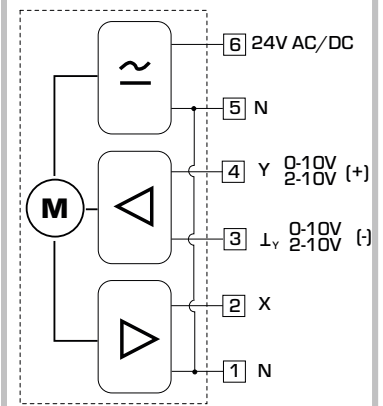 6 24V AC/DC
5 N
4 Y 0-10V 2-10V (+)
M
3 ⊥Y 0-10V 2-10V (-)
2 X
1 N